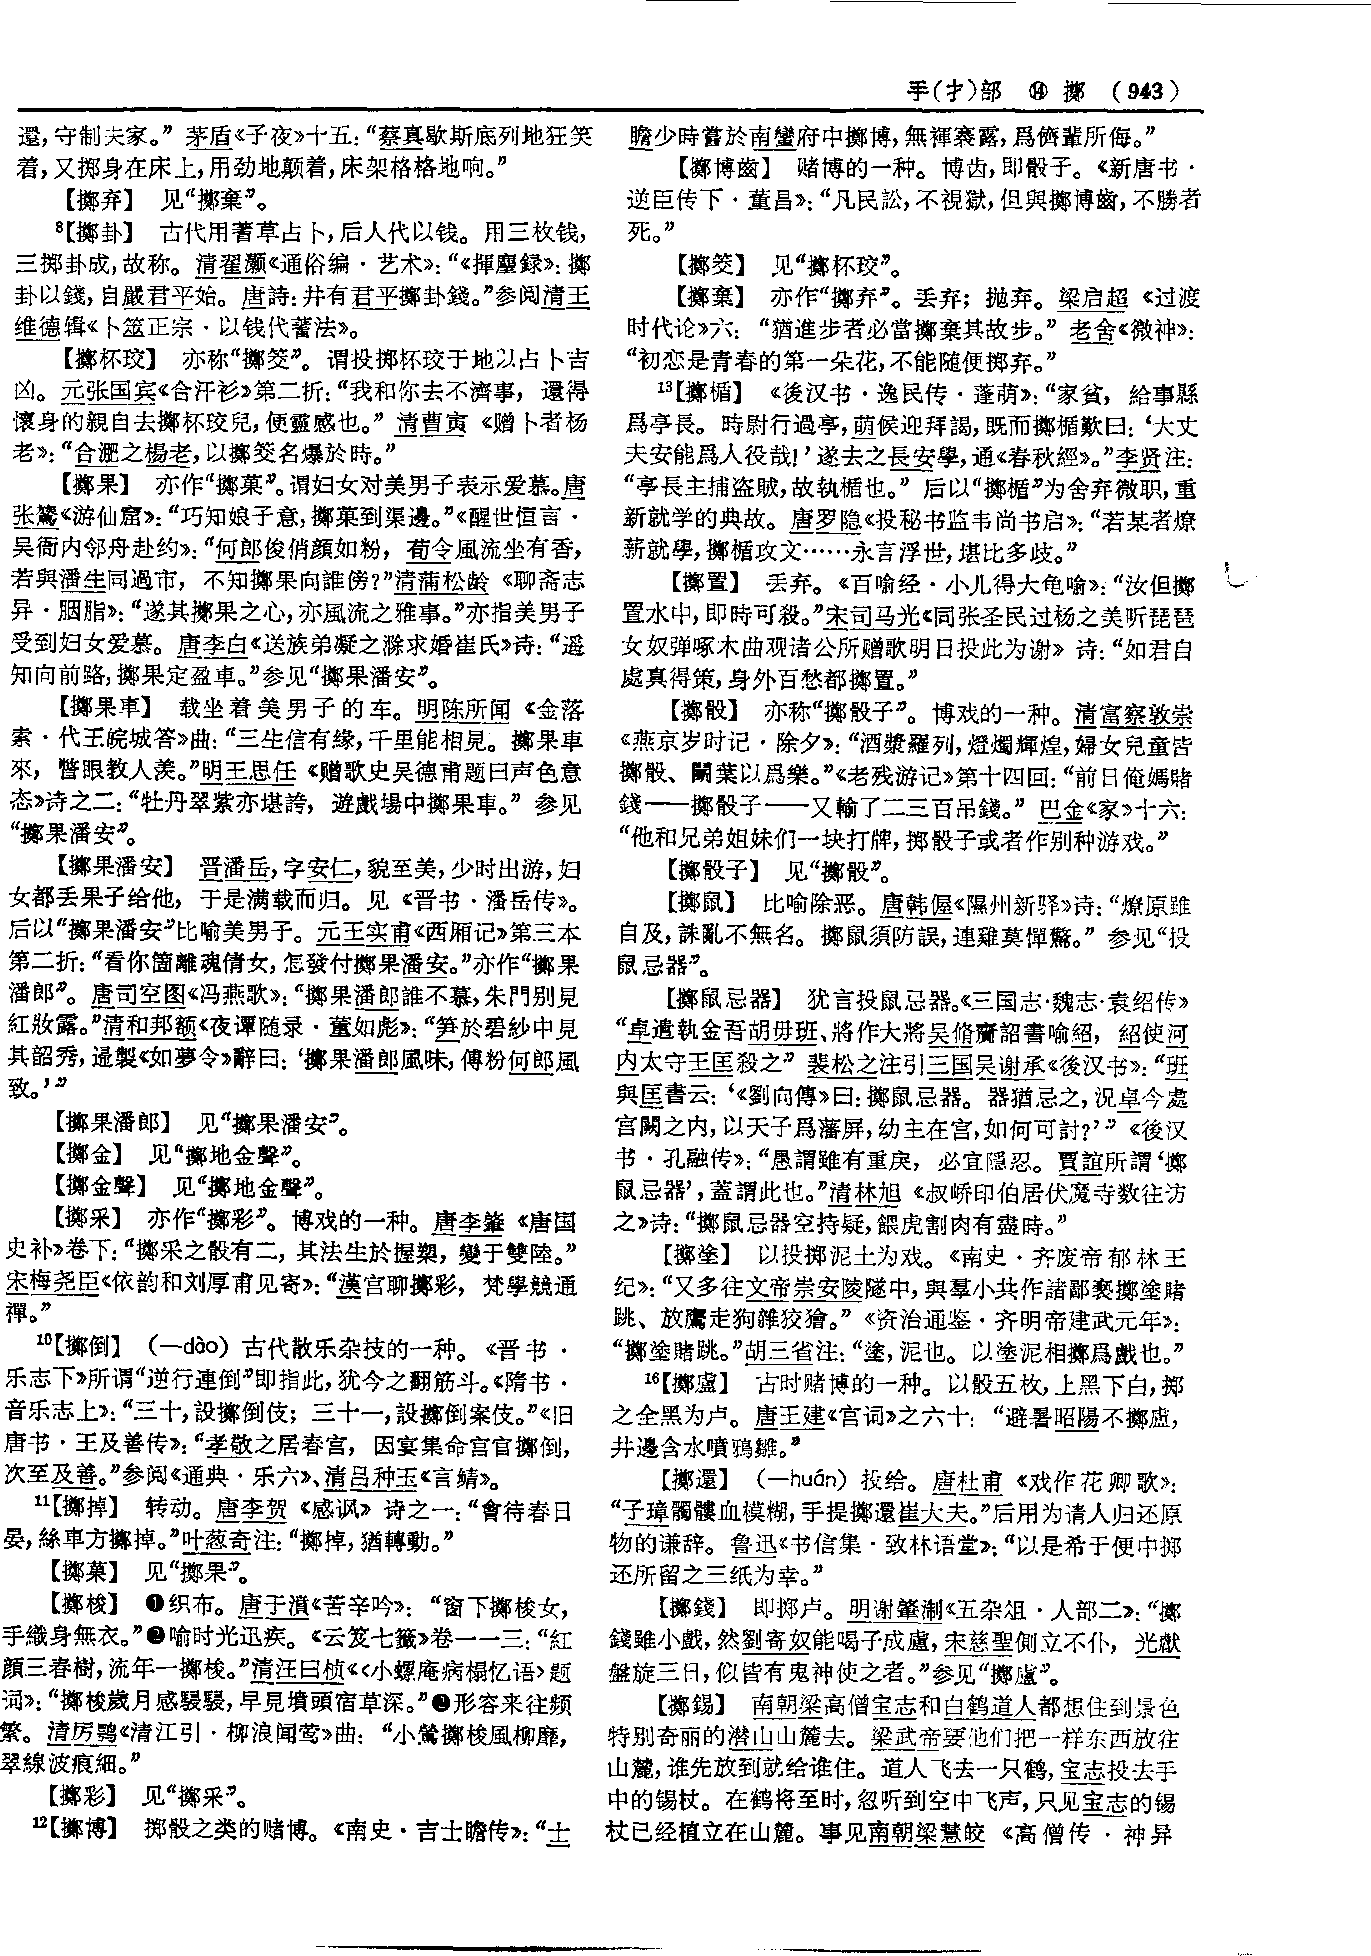 手(扌)部 ⑭ 擲 (943)
還，守制夫家。”茅盾《子夜》十五：“蔡真歇斯底列地狂笑
着，又掷身在床上，用劲地颠着，床架格格地响。”
【擲弃】 见“擲棄”。
8【擲卦】 古代用蓍草占卜，后人代以钱。用三枚钱，
三掷卦成，故称。清翟灏《通俗编·艺术》：“《揮麈録》：擲
卦以錢，自嚴君平始。唐詩：井有君平擲卦錢。”参阅清王
维德辑《卜筮正宗·以钱代蓍法》。
【擲杯珓】 亦称“擲筊”。谓投掷杯珓于地以占卜吉
凶。元张国宾《合汗衫》第二折：“我和你去不濟事，還得
懷身的親自去擲杯珓兒，便靈感也。”清曹寅《赠卜者杨
老》：“合淝之楊老，以擲筊名爆於時。”
【擲果】 亦作“擲菓”。谓妇女对美男子表示爱慕。唐
张鷟《游仙窟》：“巧知娘子意，擲菓到渠邊。”《醒世恒言·
吴衙内邻舟赴约》：“何郎俊俏顔如粉，荀令風流坐有香，
若與潘生同過市，不知擲果向誰傍？”清蒲松龄《聊斋志
异·胭脂》：“遂其擲果之心，亦風流之雅事。”亦指美男子
受到妇女爱慕。唐李白《送族弟凝之滁求婚崔氏》诗：“遥
知向前路，擲果定盈車。”参见“擲果潘安”。
【擲果車】 载坐着美男子的车。明陈所闻《金落
索·代王皖城答》曲：“三生信有緣，千里能相見。擲果車
來，瞥眼教人羡。”明王思任《赠歌史吴德甫题曰声色意
态》诗之二：“牡丹翠紫亦堪誇，遊戲場中擲果車。”参见
“擲果潘安”。
【擲果潘安】 晋潘岳，字安仁，貌至美，少时出游，妇
女都丢果子给他，于是满载而归。见《晋书·潘岳传》。
后以“擲果潘安”比喻美男子。元王实甫《西厢记》第三本
第二折：“看你箇離魂倩女，怎發付擲果潘安。”亦作“擲果
潘郎”。唐司空图《冯燕歌》：“擲果潘郎誰不慕，朱門别見
紅妝露。”清和邦额《夜谭随录·董如彪》：“笋於碧紗中見
其韶秀，遥製《如夢令》辭曰：‘擲果潘郎風味，傅粉何郎風
致。’”
【擲果潘郎】 见“擲果潘安”。
【擲金】 见“擲地金聲”。
【擲金聲】 见“擲地金聲”。
【擲采】 亦作“擲彩”。博戏的一种。唐李肇《唐国
史补》卷下：“擲采之骰有二，其法生於握槊，變于雙陸。”
宋梅尧臣《依韵和刘厚甫见寄》：“漢宫聊擲彩，梵學競通
禪。”
10【擲倒】 （—dào）古代散乐杂技的一种。《晋书·
乐志下》所谓“逆行連倒”即指此，犹今之翻筋斗。《隋书·
音乐志上》：“三十，設擲倒伎；三十一，設擲倒案伎。”《旧
唐书·王及善传》：“孝敬之居春宫，因宴集命宫官擲倒，
次至及善。”参阅《通典·乐六》、清吕种玉《言鲭》。
11【擲掉】 转动。唐李贺《感讽》诗之一：“會待春日
晏，絲車方擲掉。”叶葱奇注：“擲掉，猶轉動。”
【擲菓】 见“擲果”。
【擲梭】 ❶织布。唐于濆《苦辛吟》：“窗下擲梭女，
手織身無衣。”❷喻时光迅疾。《云笈七籤》卷一一三：“紅
顔三春樹，流年一擲梭。”清汪曰桢《〈小螺庵病榻忆语〉题
词》：“擲梭歲月感駸駸，早見墳頭宿草深。”❸形容来往频
繁。清厉鹗《清江引·柳浪闻莺》曲：“小鶯擲梭風柳靡，
翠線波痕細。”
【擲彩】 见“擲采”。
12【擲博】 掷骰之类的赌博。《南史·吉士瞻传》：“士
瞻少時嘗於南蠻府中擲博，無褌褰露，爲儕輩所侮。”
【擲博齒】 赌博的一种。博齿，即骰子。《新唐书·
逆臣传下·董昌》：“凡民訟，不視獄，但與擲博齒，不勝者
死。”
【擲筊】 见“擲杯珓”。
【擲棄】 亦作“擲弃”。丢弃；抛弃。梁启超《过渡
时代论》六：“猶進步者必當擲棄其故步。”老舍《微神》：
“初恋是青春的第一朵花，不能随便掷弃。”
13【擲楯】 《後汉书·逸民传·逢萌》：“家貧，給事縣
爲亭長。時尉行過亭，萌侯迎拜謁，既而擲楯歎曰：‘大丈
夫安能爲人役哉！’遂去之長安學，通《春秋經》。”李贤注：
“亭長主捕盗賊，故執楯也。”后以“擲楯”为舍弃微职，重
新就学的典故。唐罗隐《投秘书监韦尚书启》：“若某者燎
薪就學，擲楯攻文……永言浮世，堪比多歧。”
【擲置】 丢弃。《百喻经·小儿得大龟喻》：“汝但擲
置水中，即時可殺。”宋司马光《同张圣民过杨之美听琵琶
女奴弹啄木曲观诸公所赠歌明日投此为谢》诗：“如君自
處真得策，身外百愁都擲置。”
【擲骰】 亦称“擲骰子”。博戏的一种。清富察敦崇
《燕京岁时记·除夕》：“酒漿羅列，燈燭輝煌，婦女兒童皆
擲骰、鬭葉以爲樂。”《老残游记》第十四回：“前日俺媽賭
錢——擲骰子——又輸了二三百吊錢。”巴金《家》十六：
“他和兄弟姐妹们一块打牌，掷骰子或者作别种游戏。”
【擲骰子】 见“擲骰”。
【擲鼠】 比喻除恶。唐韩偓《隰州新驿》诗：“燎原雖
自及，誅亂不無名。擲鼠須防誤，連雞莫憚驚。”参见“投
鼠忌器”。
【擲鼠忌器】 犹言投鼠忌器。《三国志·魏志·袁绍传》
“卓遣執金吾胡毋班、將作大將吴脩齎詔書喻紹，紹使河
内太守王匡殺之”裴松之注引三国吴谢承《後汉书》：“班
與匡書云：‘《劉向傳》曰：擲鼠忌器。器猶忌之，況卓今處
宫闕之内，以天子爲藩屏，幼主在宫，如何可討？’”《後汉
书·孔融传》：“愚謂雖有重戾，必宜隱忍。賈誼所謂‘擲
鼠忌器’，蓋謂此也。”清林旭《叔峤印伯居伏魔寺数往访
之》诗：“擲鼠忌器空持疑，餵虎割肉有盡時。”
【擲塗】 以投掷泥土为戏。《南史·齐废帝郁林王
纪》：“又多往文帝崇安陵隧中，與羣小共作諸鄙褻擲塗賭
跳、放鷹走狗雜狡獪。”《资治通鉴·齐明帝建武元年》：
“擲塗賭跳。”胡三省注：“塗，泥也。以塗泥相擲爲戲也。”
16【擲盧】 古时赌博的一种。以骰五枚，上黑下白，掷
之全黑为卢。唐王建《宫词》之六十：“避暑昭陽不擲盧，
井邊含水噴鴉雛。”
【擲還】 （—huán）投给。唐杜甫《戏作花卿歌》：
“子璋髑髏血模糊，手提擲還崔大夫。”后用为请人归还原
物的谦辞。鲁迅《书信集·致林语堂》：“以是希于便中掷
还所留之三纸为幸。”
【擲錢】 即掷卢。明谢肇淛《五杂俎·人部二》：“擲
錢雖小戲，然劉寄奴能喝子成盧，宋慈聖側立不仆，光獻
盤旋三日，似皆有鬼神使之者。”参见“擲盧”。
【擲錫】 南朝梁高僧宝志和白鹤道人都想住到景色
特别奇丽的潜山山麓去。梁武帝要他们把一样东西放往
山麓，谁先放到就给谁住。道人飞去一只鹤，宝志投去手
中的锡杖。在鹤将至时，忽听到空中飞声，只见宝志的锡
杖已经植立在山麓。事见南朝梁慧皎《高僧传·神异